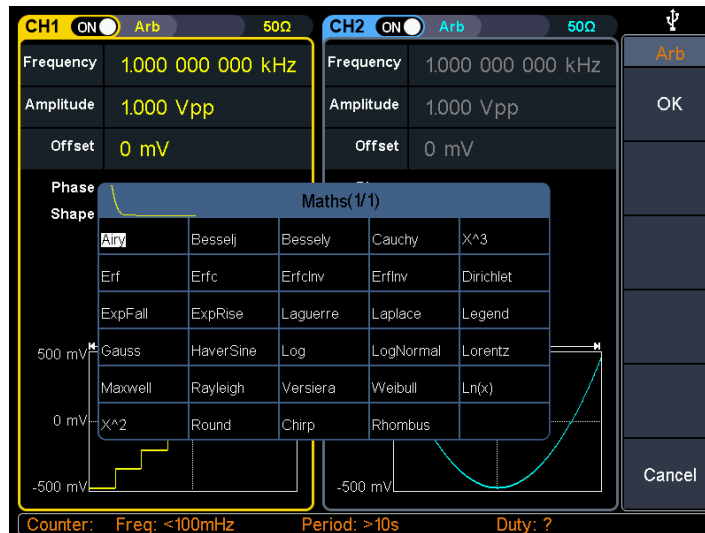 CH1 ON Arb 50Ω CH2 ON Arb 50Ω
Arb
Frequency 1.000 000 000 kHz Frequency 1.000 000 000 kHz
Amplitude 1.000 Vpp Amplitude 1.000 Vpp OK
Offset 0 mV Offset 0 mV
Phase
Shape
Maths(1/1)
Airy Besselj Bessely Cauchy X^3
Erf Erfc ErfcInv ErfInv Dirichlet
ExpFall ExpRise Laguerre Laplace Legend
Gauss HaverSine Log LogNormal Lorentz
Maxwell Rayleigh Versiera Weibull Ln(x)
X^2 Round Chirp Rhombus
500 mV
0 mV
-500 mV -500 mV
Cancel
Counter: Freq: <100mHz Period: >10s Duty: ?